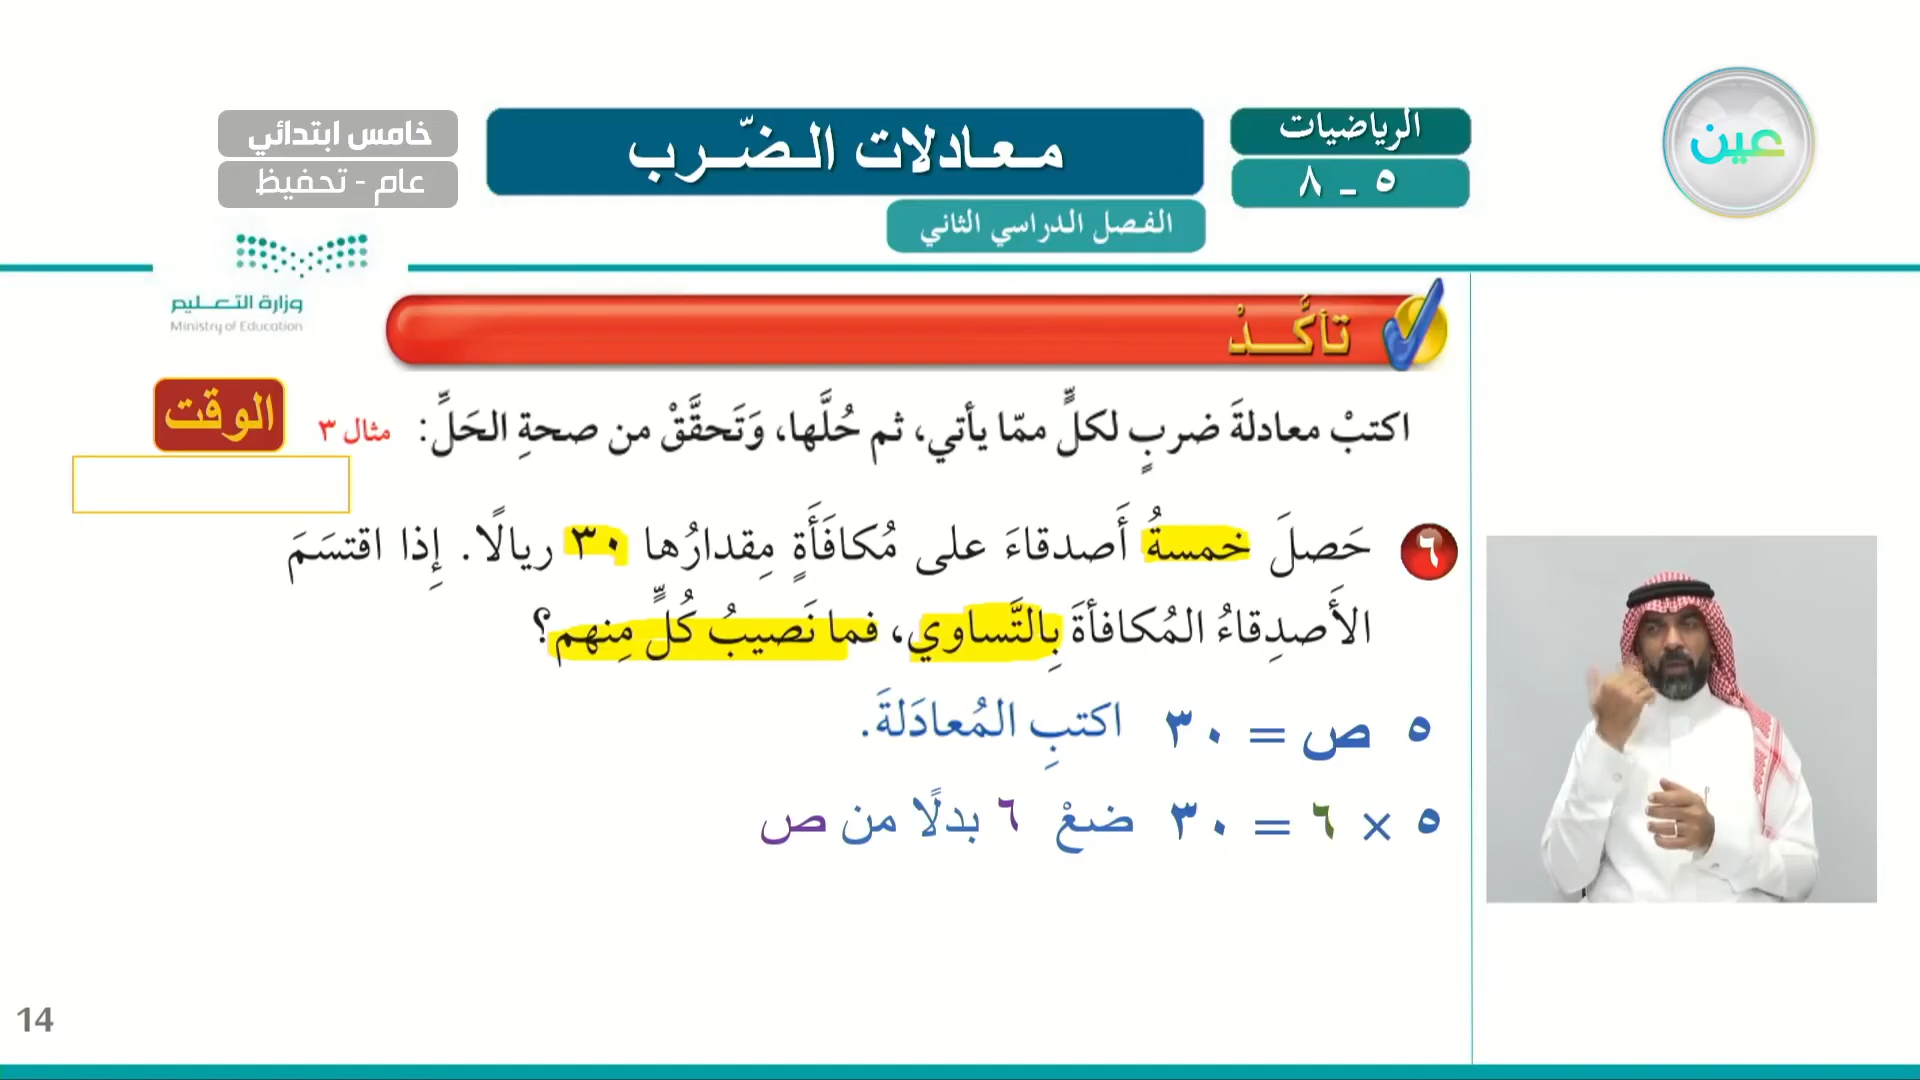 عين
الرياضيات
٥ - ٨
معادلات الضّرب
الفصل الدراسي الثاني
خامس ابتدائي
عام - تحفيظ
وزارة التعليم
Ministry of Education
تأكَّدْ
الوقت
اكتبْ معادلةَ ضربٍ لكلٍّ ممّا يأتي، ثم حُلَّها، وَتَحقَّقْ من صحةِ الحَلِّ: مثال ٣
٦ حَصلَ خمسةُ أَصدقاءَ على مُكافَأَةٍ مِقدارُها ٣٠ ريالًا. إِذا اقتسَمَ
الأَصدِقاءُ المُكافأةَ بِالتَّساوي، فما نَصيبُ كُلٍّ مِنهم؟
٥ ص = ٣٠ اكتبِ المُعادَلةَ.
٥ × ٦ = ٣٠ ضعْ ٦ بدلًا من ص
14